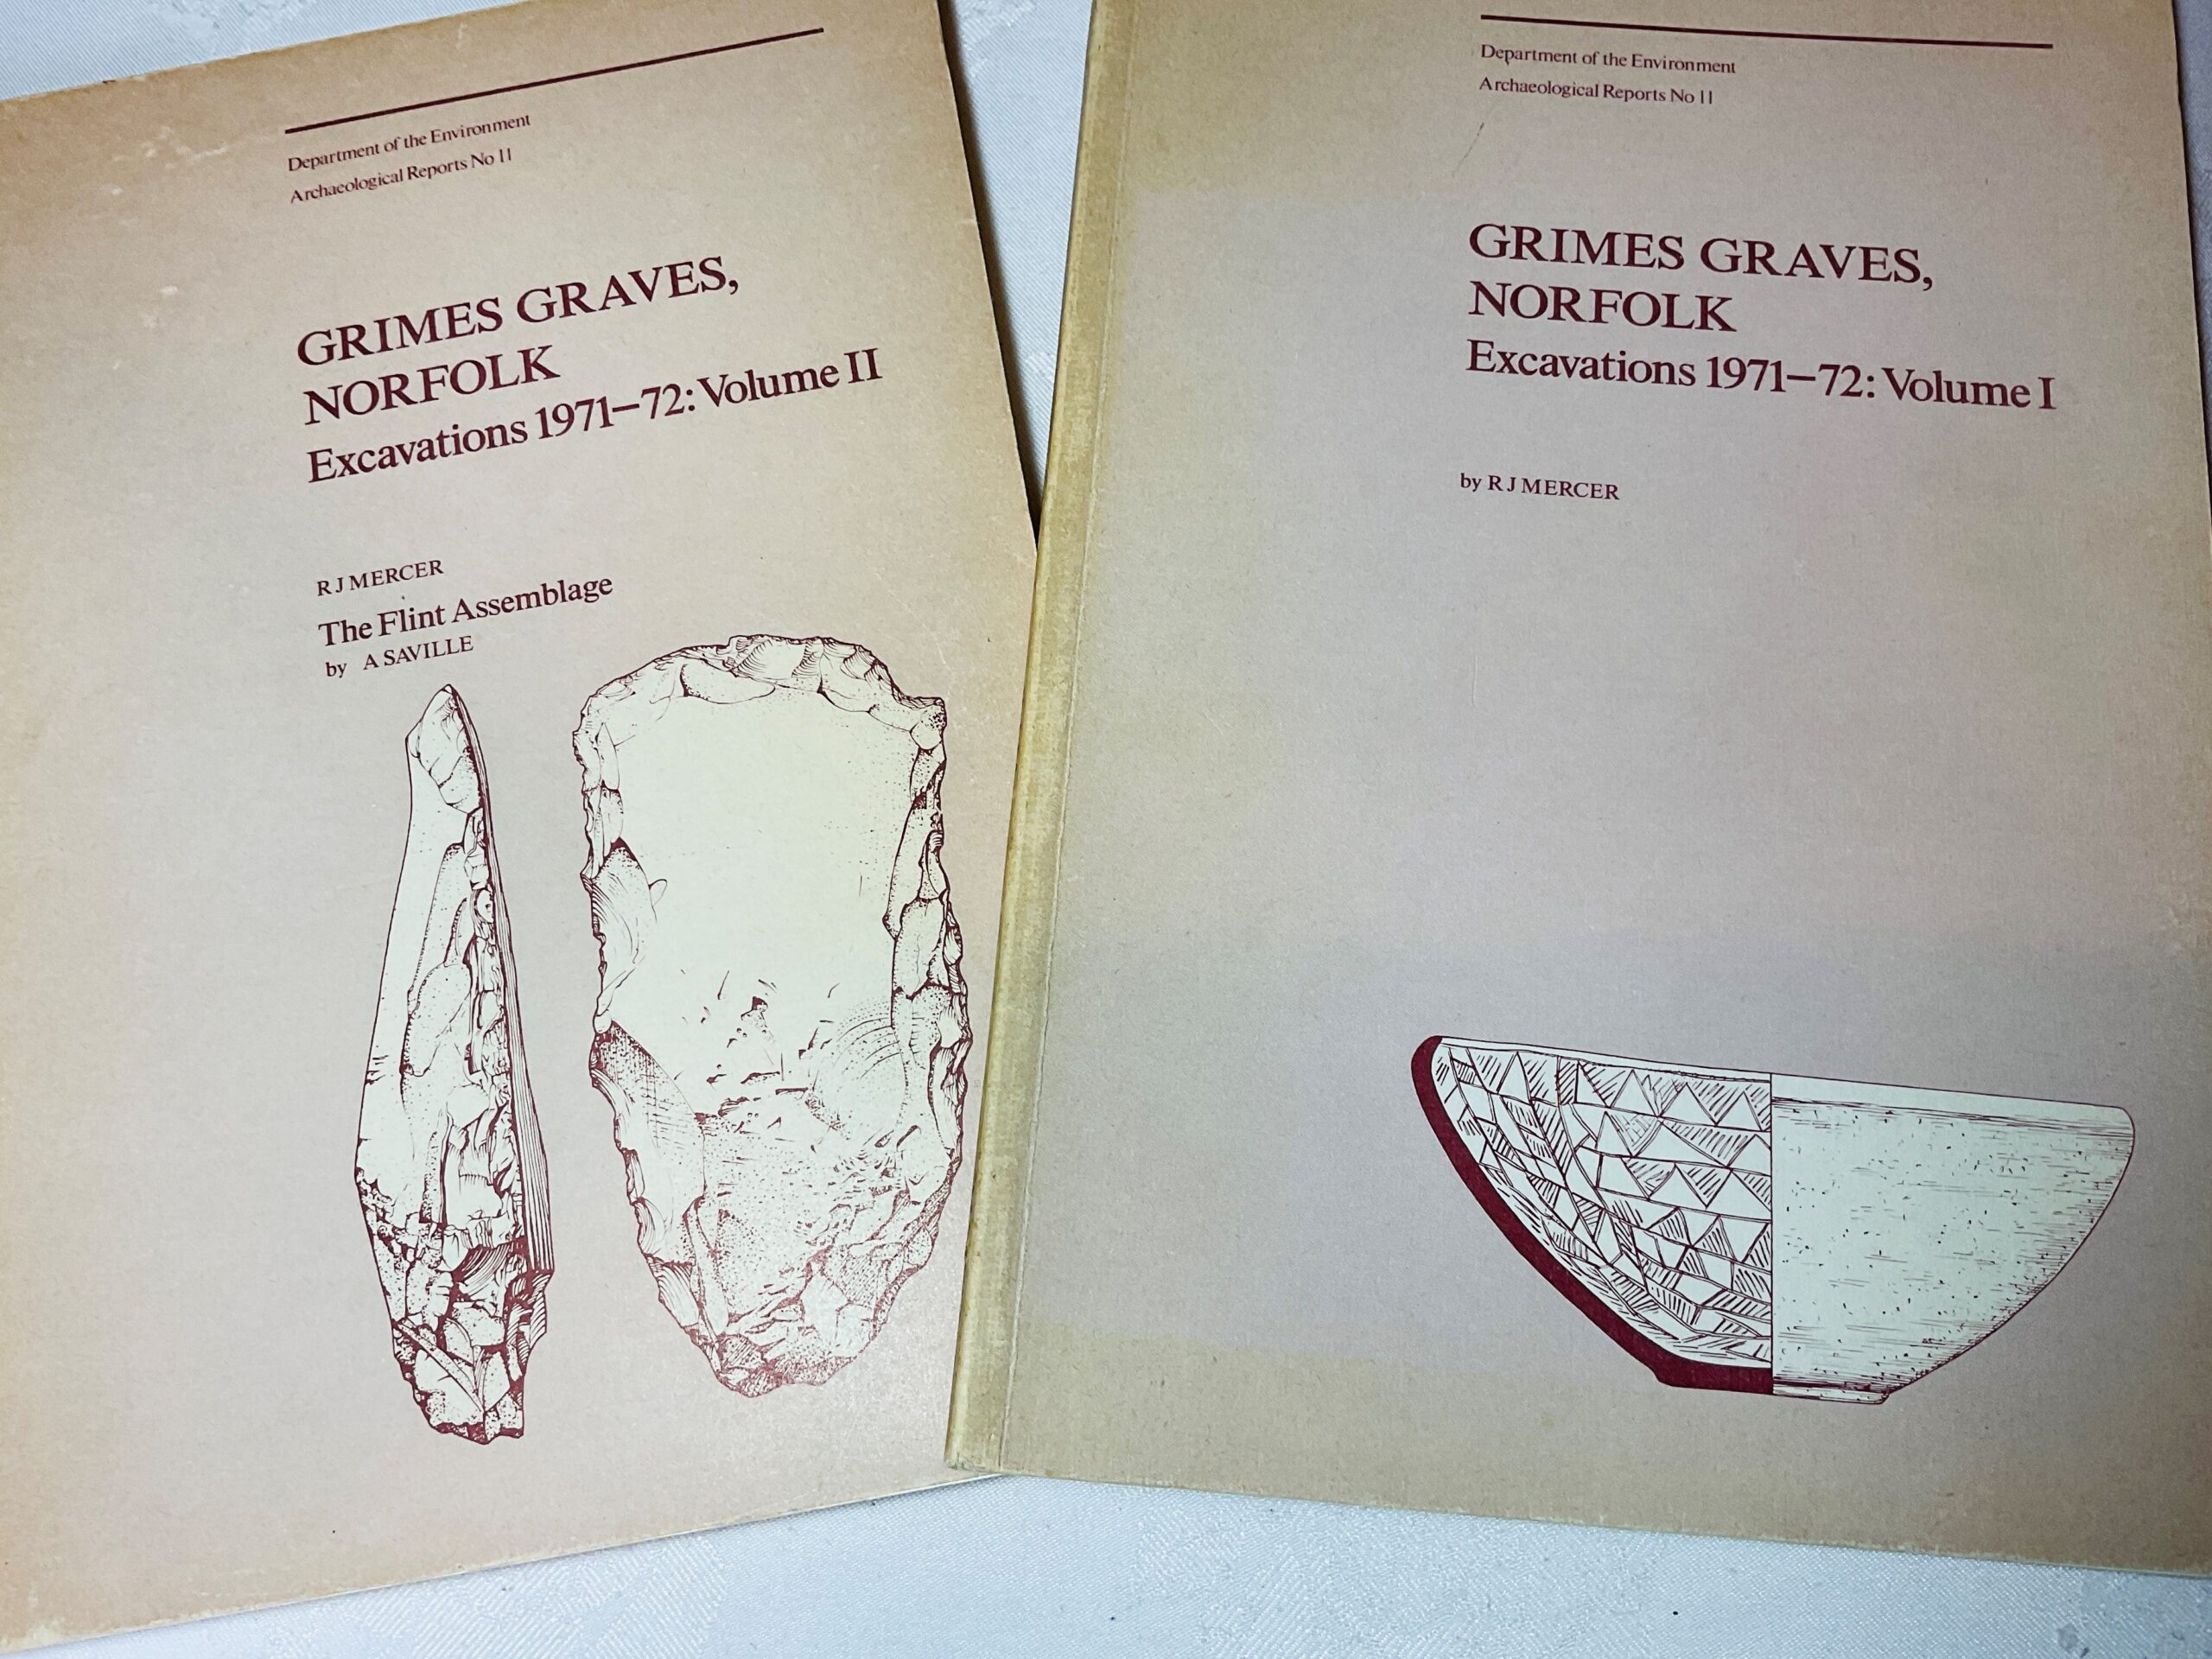 Department of the Environment
Archaeological Reports No 11
GRIMES GRAVES,
NORFOLK
Excavations 1971–72: Volume II
R J MERCER
The Flint Assemblage
by A SAVILLE
Department of the Environment
Archaeological Reports No 11
GRIMES GRAVES,
NORFOLK
Excavations 1971–72: Volume I
by R J MERCER